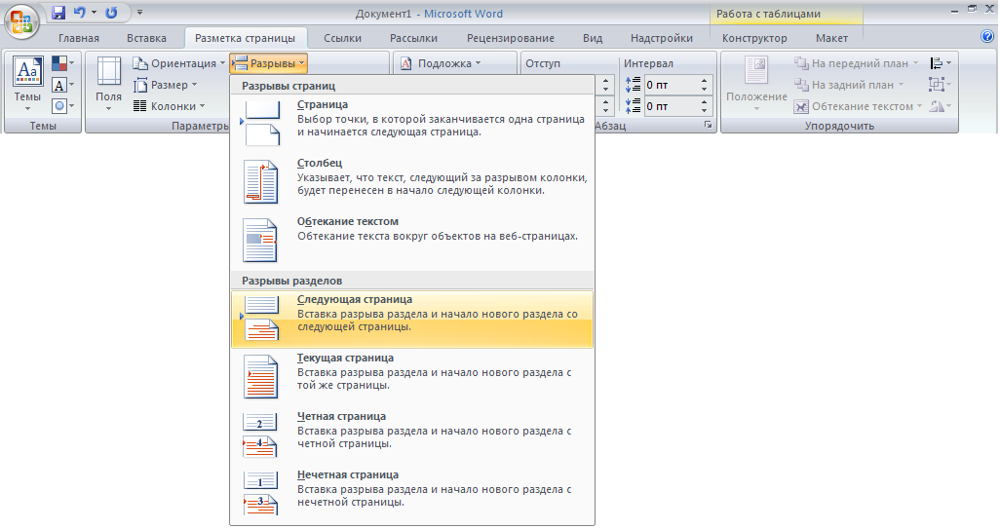 Документ1 - Microsoft Word
Работа с таблицами
Главная Вставка Разметка страницы Ссылки Рассылки Рецензирование Вид Надстройки Конструктор Макет
Темы
Темы
Поля
Ориентация
Размер
Колонки
Разрывы
Параметры
Подложка
Отступ
Интервал
0 пт
0 пт
Абзац
Положение
На передний план
На задний план
Обтекание текстом
Упорядочить
Разрывы страниц
Страница
Выбор точки, в которой заканчивается одна страница
и начинается следующая страница.
Столбец
Указывает, что текст, следующий за разрывом колонки,
будет перенесен в начало следующей колонки.
Обтекание текстом
Обтекание текста вокруг объектов на веб-страницах.
Разрывы разделов
Следующая страница
Вставка разрыва раздела и начало нового раздела со
следующей страницы.
Текущая страница
Вставка разрыва раздела и начало нового раздела с
той же страницы.
Четная страница
Вставка разрыва раздела и начало нового раздела с
четной страницы.
2
4
Нечетная страница
Вставка разрыва раздела и начало нового раздела с
нечетной страницы.
1
3